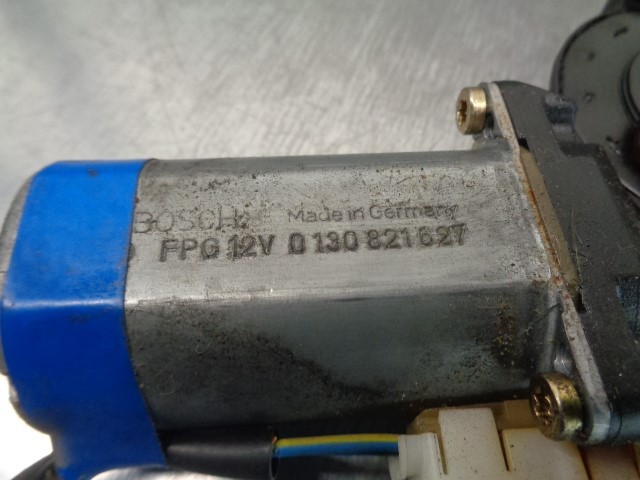 BOSCH Made in Germany
FPG 12V 0 130 821 627